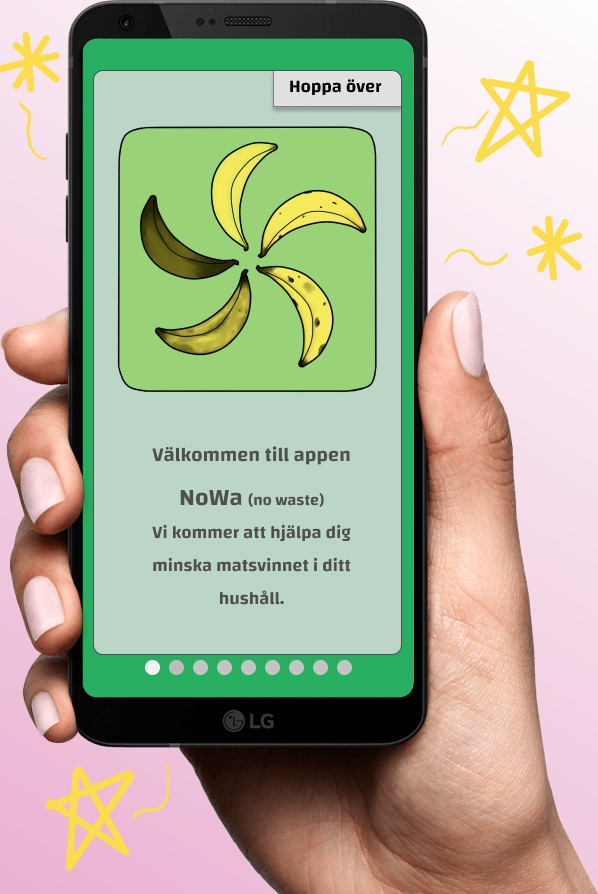 Hoppa över
Välkommen till appen
NoWa (no waste)
Vi kommer att hjälpa dig
minska matsvinnet i ditt
hushåll.
LG